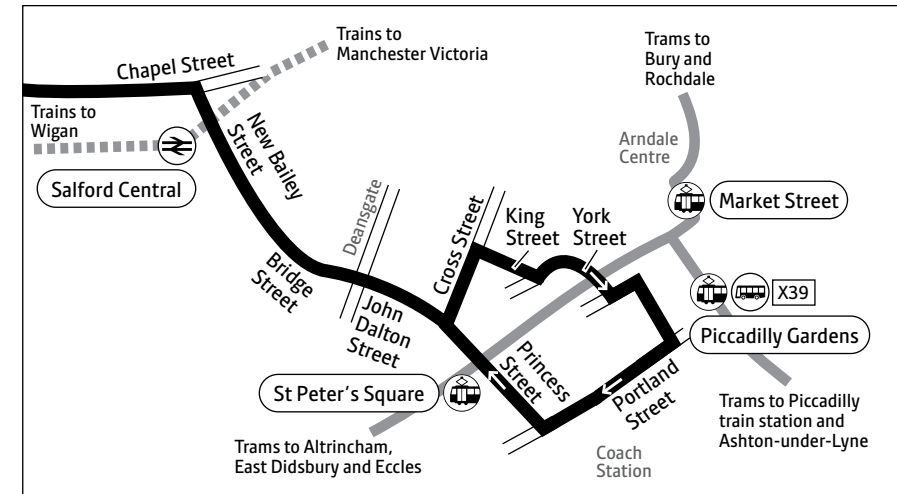 Trains to
Manchester Victoria
Trams to
Bury and
Rochdale
Chapel Street
Trains to
Wigan
New Bailey
Street
Arndale
Centre
Salford Central
Market Street
Deansgate
Cross Street
King
Street
York
Street
Bridge
Street
X39
John
Dalton
Street
Piccadilly Gardens
Princess
Street
Portland
Street
St Peter's Square
Trams to Piccadilly
train station and
Ashton-under-Lyne
Trams to Altrincham,
East Didsbury and Eccles
Coach
Station